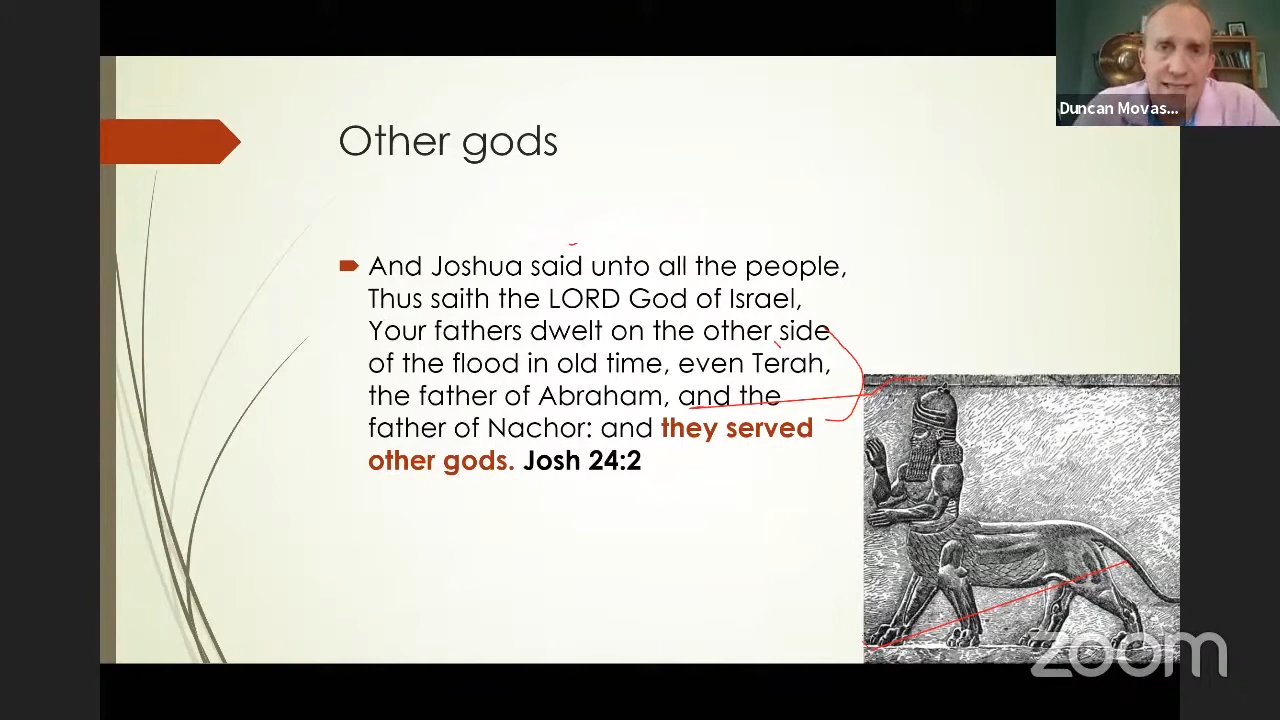 Duncan Movas...
Other gods
And Joshua said unto all the people,
Thus saith the LORD God of Israel,
Your fathers dwelt on the other side
of the flood in old time, even Terah,
the father of Abraham, and the
father of Nachor: and they served
other gods. Josh 24:2
zoom